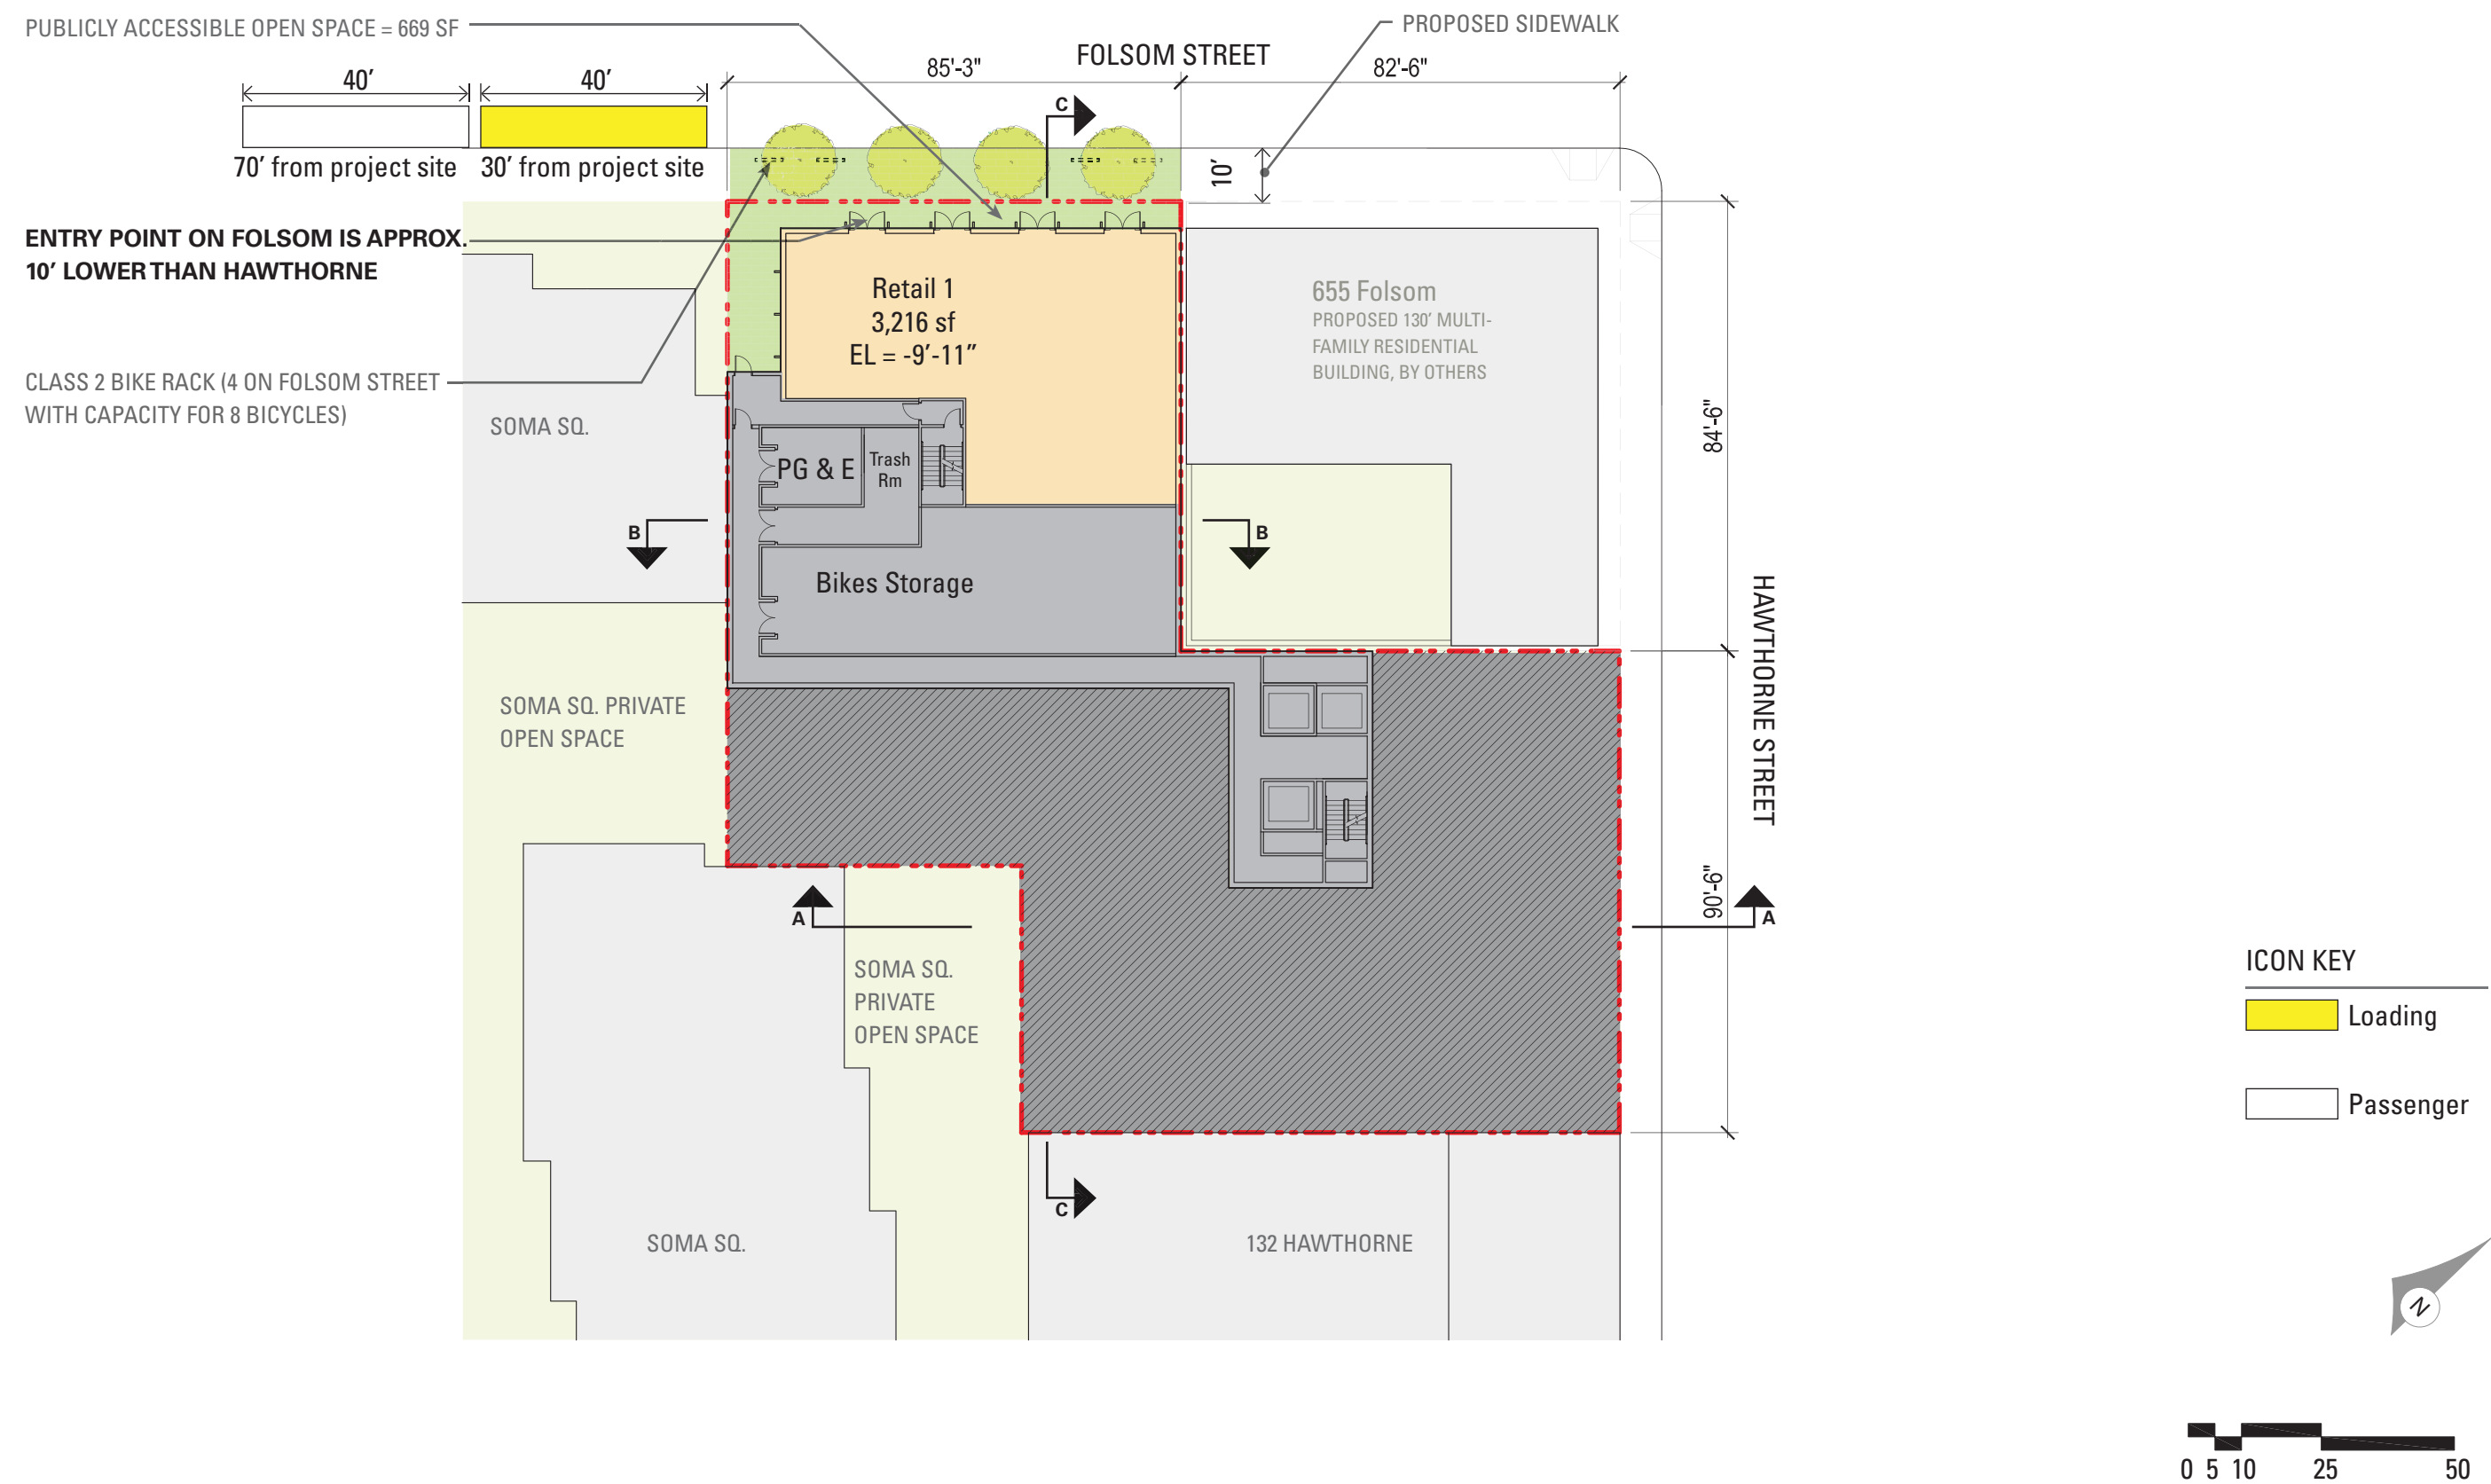 PUBLICLY ACCESSIBLE OPEN SPACE = 669 SF
PROPOSED SIDEWALK
FOLSOM STREET
85'-3"
82'-6"
40’
40’
C
70’ from project site
30’ from project site
10’
ENTRY POINT ON FOLSOM IS APPROX.
10’ LOWER THAN HAWTHORNE
Retail 1
3,216 sf
EL = -9’-11”
655 Folsom
PROPOSED 130’ MULTI-
FAMILY RESIDENTIAL
BUILDING, BY OTHERS
CLASS 2 BIKE RACK (4 ON FOLSOM STREET
WITH CAPACITY FOR 8 BICYCLES)
SOMA SQ.
84'-6"
PG & E
Trash
Rm
B
B
Bikes Storage
HAWTHORNE STREET
SOMA SQ. PRIVATE
OPEN SPACE
90'-6"
A
A
SOMA SQ.
PRIVATE
OPEN SPACE
ICON KEY
Loading
Passenger
C
SOMA SQ.
132 HAWTHORNE
N
0 5 10 25 50